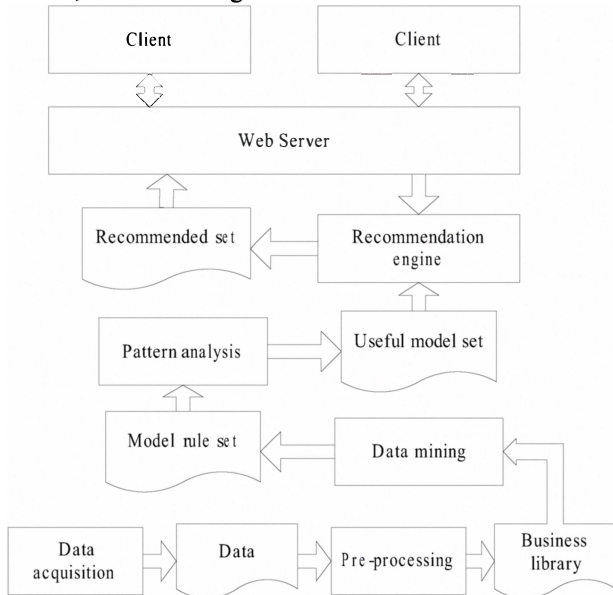 Client
Client
Web Server
Recommended set
Recommendation
engine
Pattern analysis
Useful model set
Model rule set
Data mining
Data
acquisition
Data
Pre-processing
Business
library